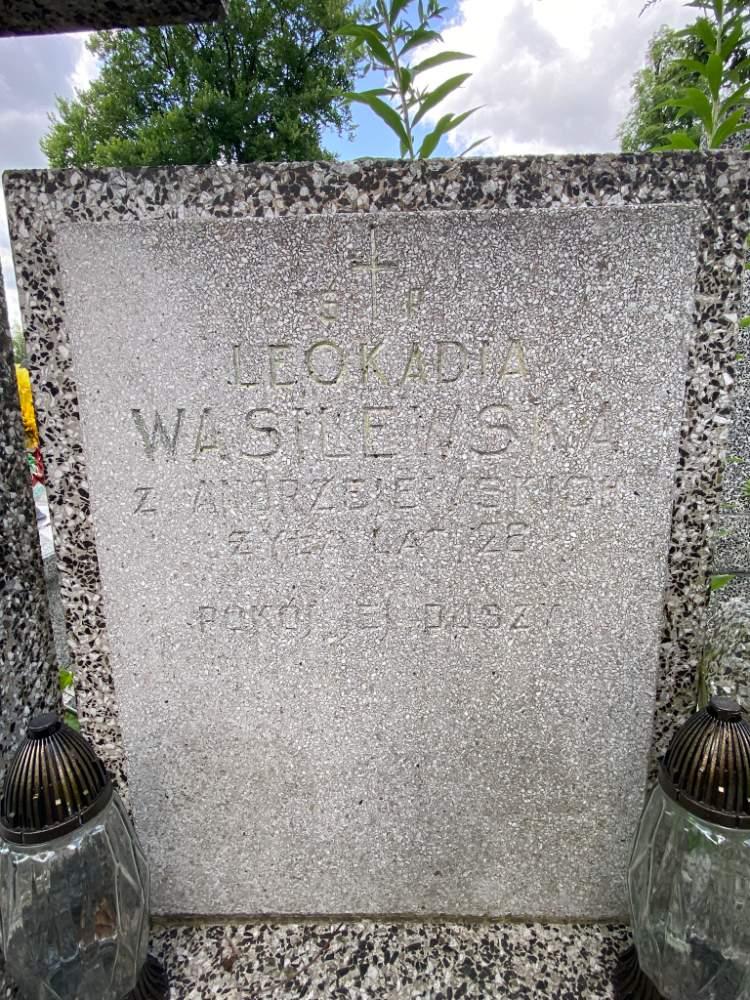 Ś P
LEOKADIA
WASILEWSKA
z ANDRZEJEWSKICH
ŻYŁA LAT 28
POKÓJ JEJ DUSZY